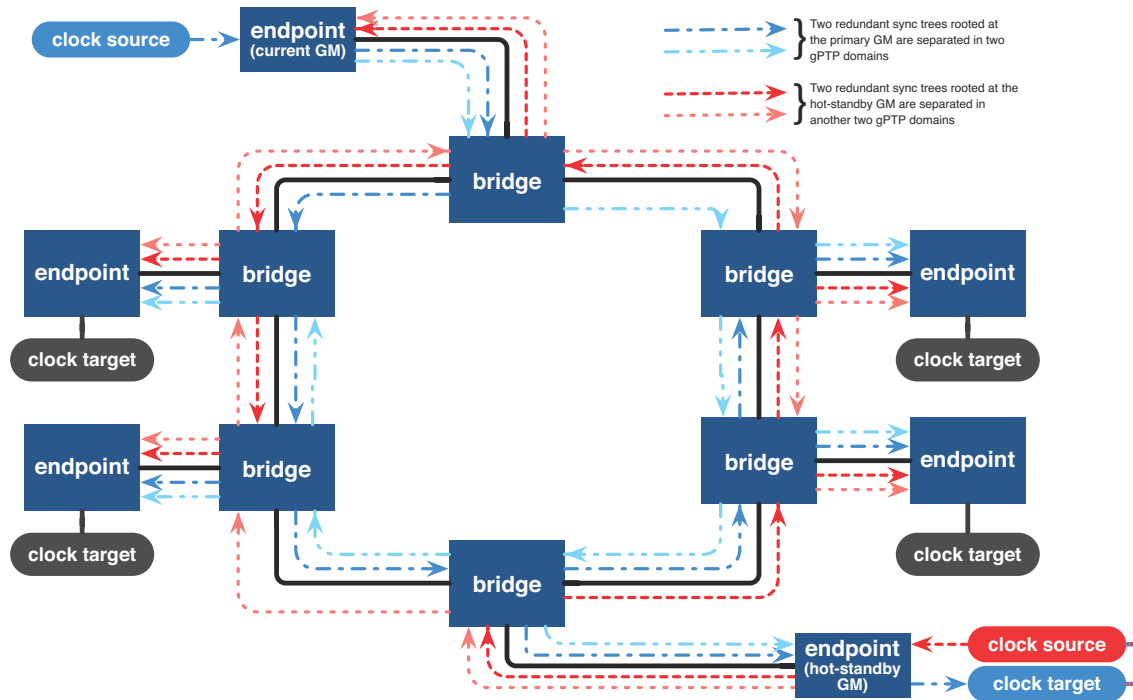 clock source
endpoint
(current GM)
Two redundant sync trees rooted at
the primary GM are separated in two
gPTP domains
Two redundant sync trees rooted at the
hot-standby GM are separated in
another two gPTP domains
bridge
endpoint
bridge
bridge
endpoint
clock target
clock target
endpoint
bridge
bridge
endpoint
clock target
clock target
bridge
endpoint
(hot-standby
GM)
clock source
clock target